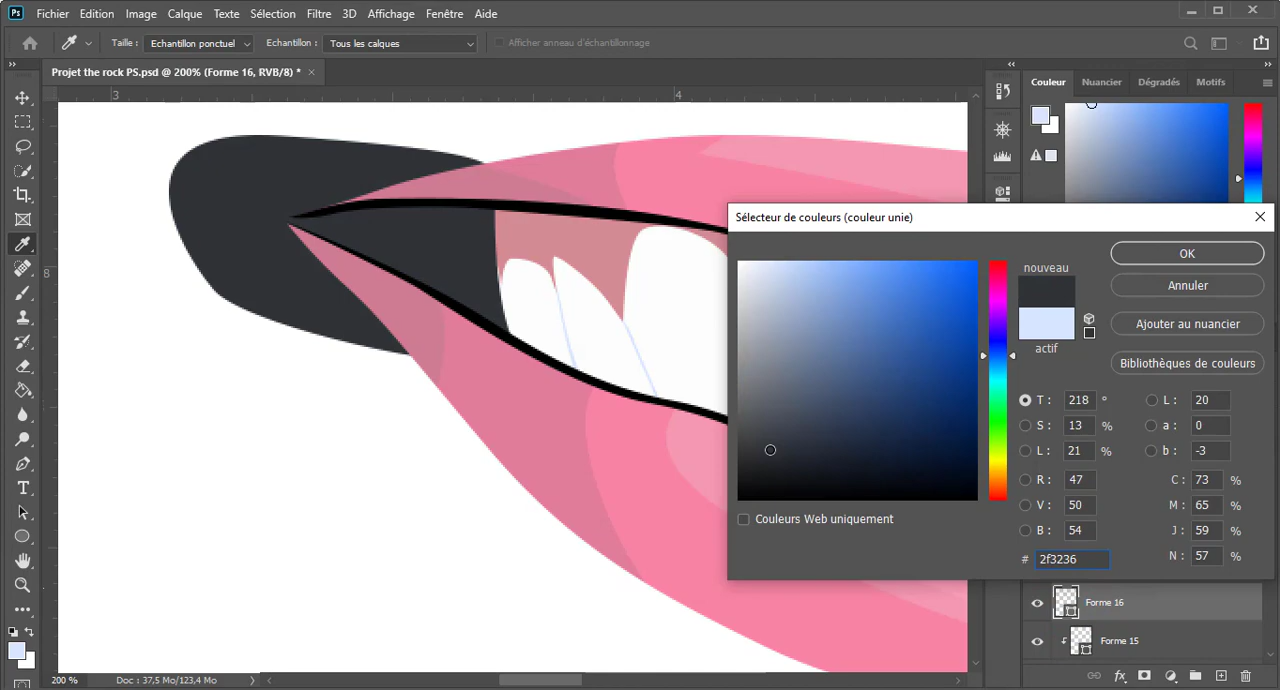 Ps Fichier Edition Image Calque Texte Sélection Filtre 3D Affichage Fenêtre Aide
Taille : Echantillon ponctuel Echantillon : Tous les calques Afficher anneau d'échantillonnage
Projet the rock PS.psd @ 200% (Forme 16, RVB/8) * ×
Couleur Nuancier Dégradés Motifs
3 4
8
Sélecteur de couleurs (couleur unie)
nouveau
actif
OK
Annuler
Ajouter au nuancier
Bibliothèques de couleurs
T : 218 ° L : 20
S : 13 % a : 0
L : 21 % b : -3
R : 47 C : 73 %
V : 50 M : 65 %
B : 54 J : 59 %
# 2f3236 N : 57 %
Couleurs Web uniquement
Forme 16
Forme 15
200 % Doc : 37,5 Mo/123,4 Mo
fx